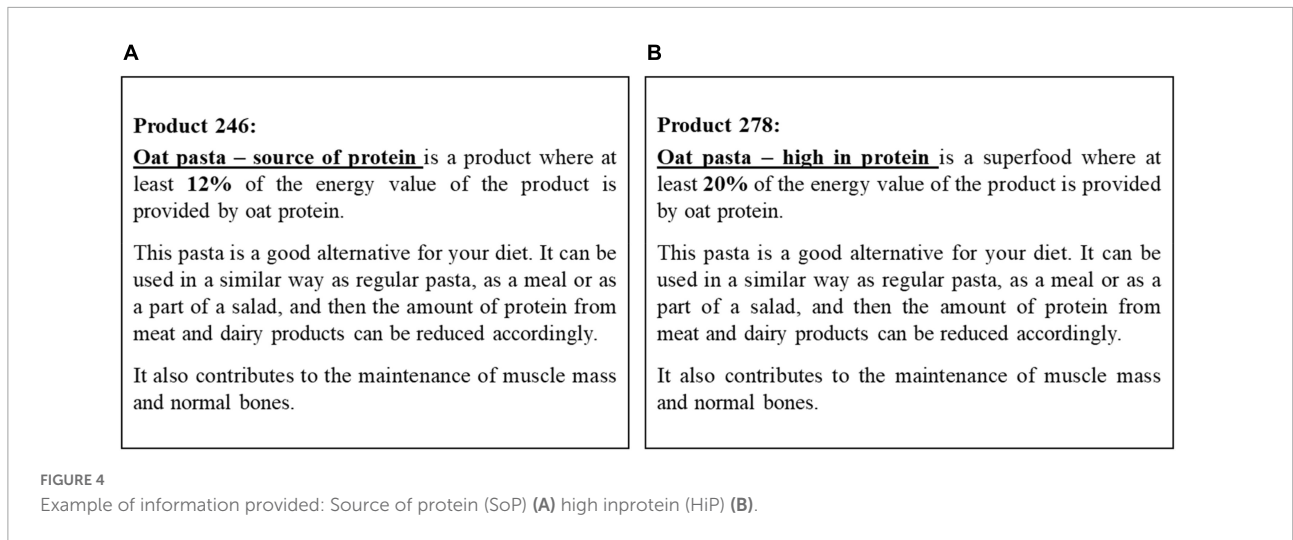 A
B
Product 246:
Oat pasta – source of protein is a product where at
least 12% of the energy value of the product is
provided by oat protein.
This pasta is a good alternative for your diet. It can be
used in a similar way as regular pasta, as a meal or as
a part of a salad, and then the amount of protein from
meat and dairy products can be reduced accordingly.
It also contributes to the maintenance of muscle mass
and normal bones.
Product 278:
Oat pasta – high in protein is a superfood where at
least 20% of the energy value of the product is provided
by oat protein.
This pasta is a good alternative for your diet. It can be
used in a similar way as regular pasta, as a meal or as a
part of a salad, and then the amount of protein from
meat and dairy products can be reduced accordingly.
It also contributes to the maintenance of muscle mass
and normal bones.
FIGURE 4
Example of information provided: Source of protein (SoP) (A) high inprotein (HiP) (B).